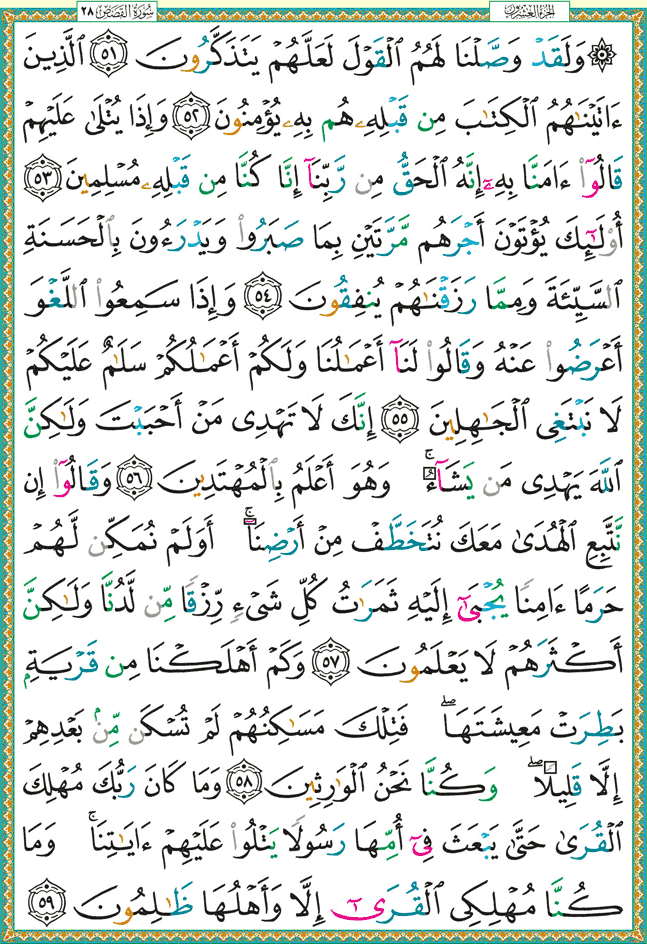 الجزء العشرون
سورة القصص ٢٨
۞ وَلَقَدْ وَصَّلْنَا لَهُمُ ٱلْقَوْلَ لَعَلَّهُمْ يَتَذَكَّرُونَ ٥١ ٱلَّذِينَ
ءَاتَيْنَـٰهُمُ ٱلْكِتَـٰبَ مِن قَبْلِهِۦ هُم بِهِۦ يُؤْمِنُونَ ٥٢ وَإِذَا يُتْلَىٰ عَلَيْهِمْ
قَالُوٓا۟ ءَامَنَّا بِهِۦٓ إِنَّهُ ٱلْحَقُّ مِن رَّبِّنَآ إِنَّا كُنَّا مِن قَبْلِهِۦ مُسْلِمِينَ ٥٣
أُو۟لَـٰٓئِكَ يُؤْتَوْنَ أَجْرَهُم مَّرَّتَيْنِ بِمَا صَبَرُوا۟ وَيَدْرَءُونَ بِٱلْحَسَنَةِ
ٱلسَّيِّئَةَ وَمِمَّا رَزَقْنَـٰهُمْ يُنفِقُونَ ٥٤ وَإِذَا سَمِعُوا۟ ٱللَّغْوَ
أَعْرَضُوا۟ عَنْهُ وَقَالُوا۟ لَنَآ أَعْمَـٰلُنَا وَلَكُمْ أَعْمَـٰلُكُمْ سَلَـٰمٌ عَلَيْكُمْ
لَا نَبْتَغِى ٱلْجَـٰهِلِينَ ٥٥ إِنَّكَ لَا تَهْدِى مَنْ أَحْبَبْتَ وَلَـٰكِنَّ
ٱللَّهَ يَهْدِى مَن يَشَآءُ ۚ وَهُوَ أَعْلَمُ بِٱلْمُهْتَدِينَ ٥٦ وَقَالُوٓا۟ إِن
نَّتَّبِعِ ٱلْهُدَىٰ مَعَكَ نُتَخَطَّفْ مِنْ أَرْضِنَآ ۚ أَوَلَمْ نُمَكِّن لَّهُمْ
حَرَمًا ءَامِنًا يُجْبَىٰٓ إِلَيْهِ ثَمَرَٰتُ كُلِّ شَىْءٍ رِّزْقًا مِّن لَّدُنَّا وَلَـٰكِنَّ
أَكْثَرَهُمْ لَا يَعْلَمُونَ ٥٧ وَكَمْ أَهْلَكْنَا مِن قَرْيَةٍۭ
بَطِرَتْ مَعِيشَتَهَا ۖ فَتِلْكَ مَسَـٰكِنُهُمْ لَمْ تُسْكَن مِّنۢ بَعْدِهِمْ
إِلَّا قَلِيلًا ۖ وَكُنَّا نَحْنُ ٱلْوَٰرِثِينَ ٥٨ وَمَا كَانَ رَبُّكَ مُهْلِكَ
ٱلْقُرَىٰ حَتَّىٰ يَبْعَثَ فِىٓ أُمِّهَا رَسُولًا يَتْلُوا۟ عَلَيْهِمْ ءَايَـٰتِنَا ۚ وَمَا
كُنَّا مُهْلِكِى ٱلْقُرَىٰٓ إِلَّا وَأَهْلُهَا ظَـٰلِمُونَ ٥٩